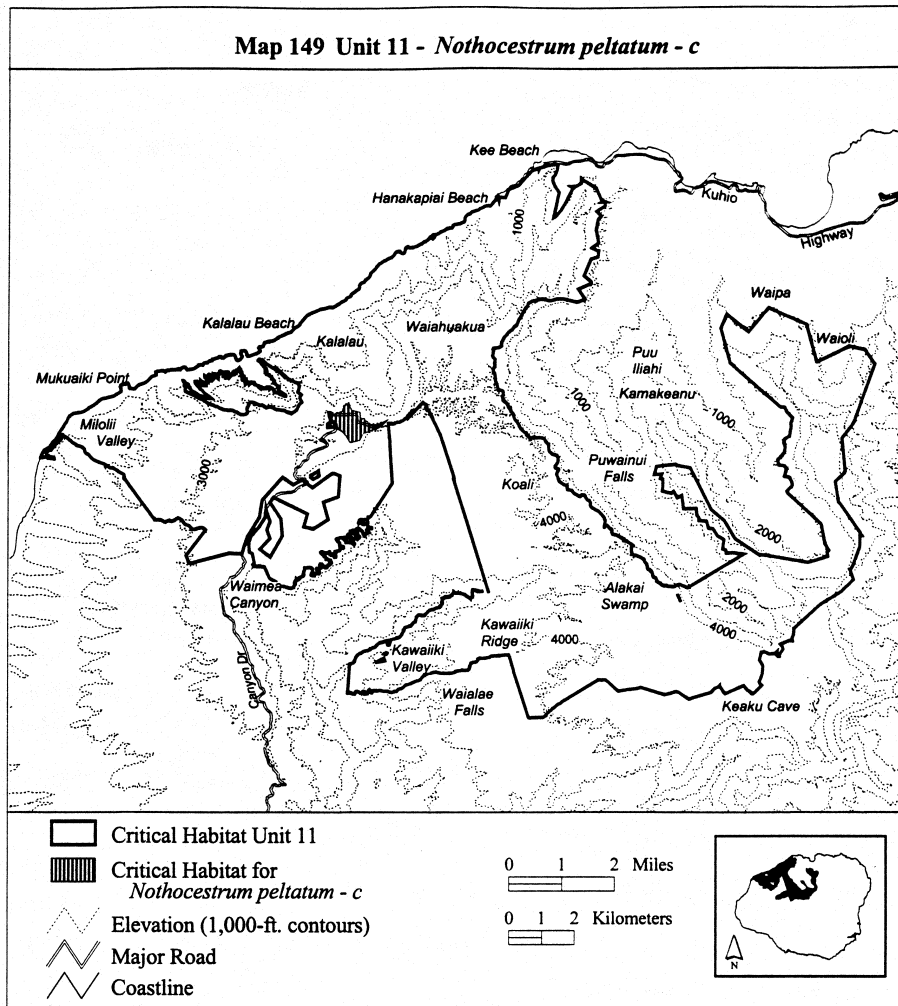 Map 149 Unit 11 - Nothocestrum peltatum - c
Kee Beach
Hanakapiai Beach
Kuhio
Highway
1000
Waipa
Kalalau Beach
Kalalau
Waiahuakua
Waioli
Puu
Iliahi
Mukuaiki Point
1000
Kamakeanu
1000
Milolii
Valley
3000
Puwainui
Falls
Koali
4000
2000
Waimea
Canyon
Alakai
Swamp
2000
4000
Kawaiiki
Ridge
4000
Kawaiiki
Valley
Canyon Dr
Waialae
Falls
Keaku Cave
Critical Habitat Unit 11
Critical Habitat for
Nothocestrum peltatum - c
Elevation (1,000-ft. contours)
Major Road
Coastline
0 1 2 Miles
0 1 2 Kilometers
N